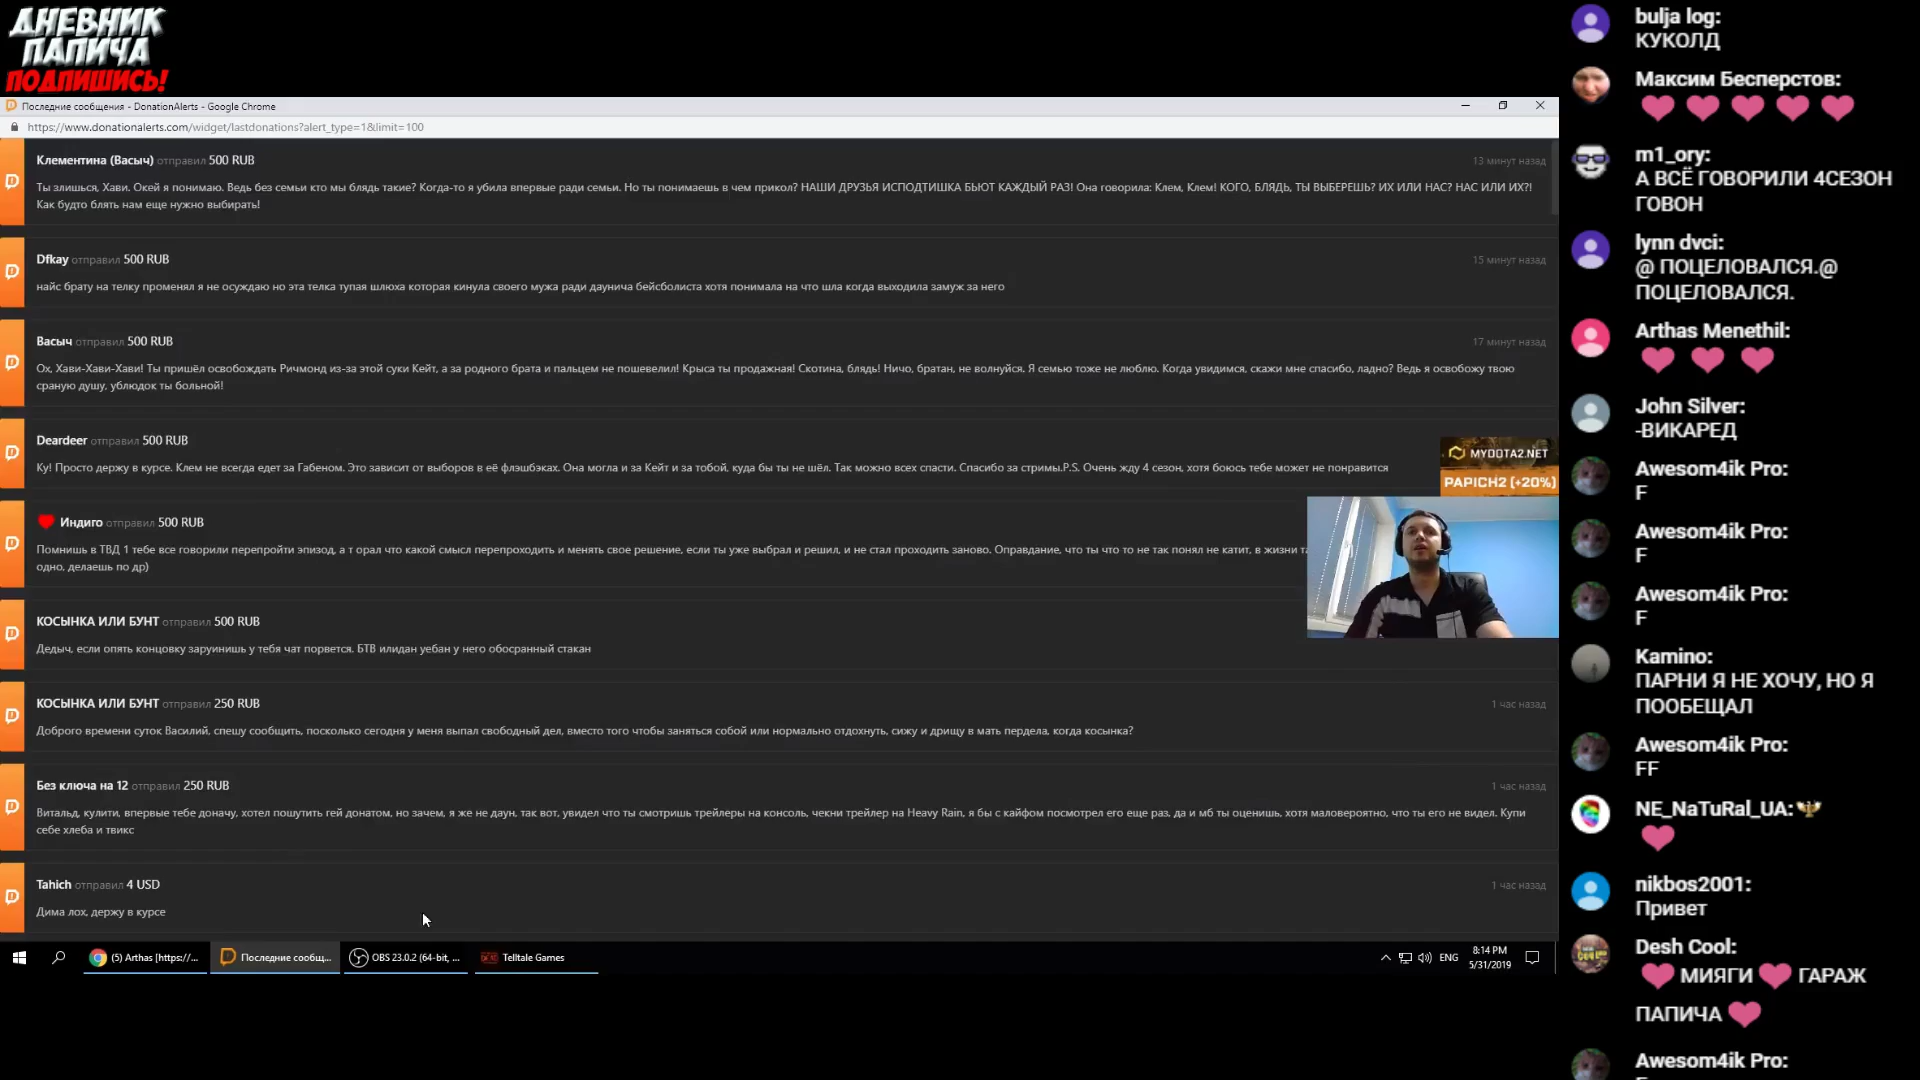 ДНЕВНИК
ПАПИЧА
ПОДПИШИСЬ!
Последние сообщения - DonationAlerts - Google Chrome
https://www.donationalerts.com/widget/lastdonations?alert_type=1&limit=100
Клементина (Васыч) отправил 500 RUB
13 минут назад
Ты злишься, Хави. Окей я понимаю. Ведь без семьи кто мы блядь такие? Когда-то я убила впервые ради семьи. Но ты понимаешь в чем прикол? НАШИ ДРУЗЬЯ ИСПОДТИШКА БЬЮТ КАЖДЫЙ РАЗ! Она говорила: Клем, Клем! КОГО, БЛЯДЬ, ТЫ ВЫБЕРЕШЬ? ИХ ИЛИ НАС? НАС ИЛИ ИХ?!
Как будто блять нам еще нужно выбирать!
Dfkay отправил 500 RUB
15 минут назад
найс брату на телку променял я не осуждаю но эта телка тупая шлюха которая кинула своего мужа ради даунича бейсболиста хотя понимала на что шла когда выходила замуж за него
Васыч отправил 500 RUB
17 минут назад
Ох, Хави-Хави-Хави! Ты пришёл освобождать Ричмонд из-за этой суки Кейт, а за родного брата и пальцем не пошевелил! Крыса ты продажная! Скотина, блядь! Ничо, братан, не волнуйся. Я семью тоже не люблю. Когда увидимся, скажи мне спасибо, ладно? Ведь я освобожу твою
сраную душу, ублюдок ты больной!
Deardeer отправил 500 RUB
Ку! Просто держу в курсе. Клем не всегда едет за Габеном. Это зависит от выборов в её флэшбэках. Она могла и за Кейт и за тобой, куда бы ты не шёл. Так можно всех спасти. Спасибо за стримы.P.S. Очень жду 4 сезон, хотя боюсь тебе может не понравится
Индиго отправил 500 RUB
Помнишь в ТВД 1 тебе все говорили перепройти эпизод, а т орал что какой смысл перепроходить и менять свое решение, если ты уже выбрал и решил, и не стал проходить заново. Оправдание, что ты что то не так понял не катит, в жизни
одно, делаешь по др)
КОСЫНКА ИЛИ БУНТ отправил 500 RUB
Дедыч, если опять концовку заруинишь у тебя чат порвется. БТВ илидан уебан у него обосранный стакан
КОСЫНКА ИЛИ БУНТ отправил 250 RUB
1 час назад
Доброго времени суток Василий, спешу сообщить, посколько сегодня у меня выпал свободный дел, вместо того чтобы заняться собой или нормально отдохнуть, сижу и дрищу в мать пердела, когда косынка?
Без ключа на 12 отправил 250 RUB
1 час назад
Витальд, кулити, впервые тебе доначу, хотел пошутить гей донатом, но зачем, я же не даун, так вот, увидел что ты смотришь трейлеры на консоль, чекни трейлер на Heavy Rain, я бы с кайфом посмотрел его еще раз, да и мб ты оценишь, хотя маловероятно, что ты его не видел. Купи
себе хлеба и твикс
Tahich отправил 4 USD
1 час назад
Дима лох, держу в курсе
MYDOTA2.NET
PAPICH2 (+20%)
(5) Arthas [https://...
Последние сообщ...
OBS 23.0.2 (64-bit, ...
Telltale Games
ENG
8:14 PM
5/31/2019
bulja log:
КУКОЛД
Максим Бесперстов:
m1_ory:
А ВСЁ ГОВОРИЛИ 4СЕЗОН
ГОВОН
lynn dvci:
@ ПОЦЕЛОВАЛСЯ.@
ПОЦЕЛОВАЛСЯ.
Arthas Menethil:
John Silver:
-ВИКАРЕД
Awesom4ik Pro:
F
Awesom4ik Pro:
F
Awesom4ik Pro:
F
Kamino:
ПАРНИ Я НЕ ХОЧУ, НО Я
ПООБЕЩАЛ
Awesom4ik Pro:
FF
NE_NaTuRal_UA:
nikbos2001:
Привет
Desh Cool:
МИЯГИ ГАРАЖ
ПАПИЧА
Awesom4ik Pro: